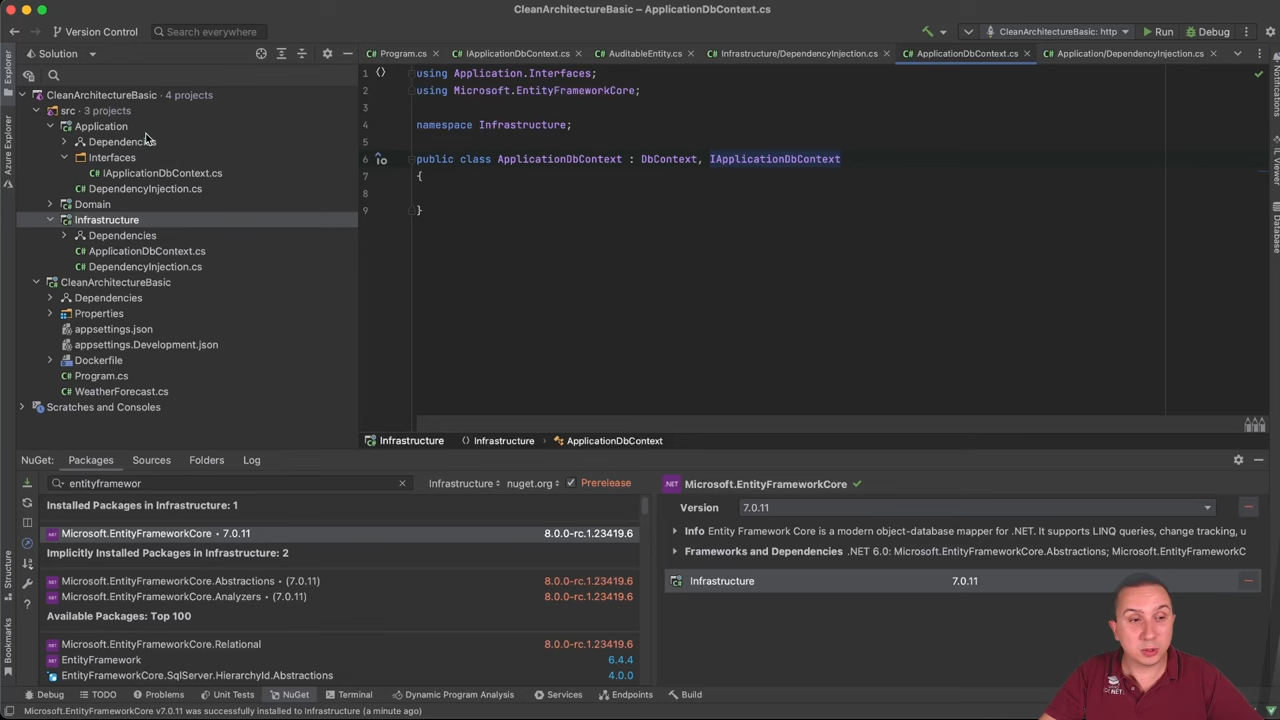 CleanArchitectureBasic – ApplicationDbContext.cs
Version Control
Search everywhere
CleanArchitectureBasic: http
Run
Debug
Explorer
Azure Explorer
Structure
Bookmarks
Solution
Program.cs
IApplicationDbContext.cs
AuditableEntity.cs
Infrastructure/DependencyInjection.cs
ApplicationDbContext.cs
Application/DependencyInjection.cs
Notifications
Database
CleanArchitectureBasic · 4 projects
src · 3 projects
Application
Dependencies
Interfaces
IApplicationDbContext.cs
DependencyInjection.cs
Domain
Infrastructure
Dependencies
ApplicationDbContext.cs
DependencyInjection.cs
CleanArchitectureBasic
Dependencies
Properties
appsettings.json
appsettings.Development.json
Dockerfile
Program.cs
WeatherForecast.cs
Scratches and Consoles
1 using Application.Interfaces;
2 using Microsoft.EntityFrameworkCore;
3
4 namespace Infrastructure;
5
6 public class ApplicationDbContext : DbContext, IApplicationDbContext
7 {
8
9 }
Infrastructure
Infrastructure
ApplicationDbContext
NuGet:
Packages
Sources
Folders
Log
entityframewor
Infrastructure
nuget.org
Prerelease
Installed Packages in Infrastructure: 1
Microsoft.EntityFrameworkCore • 7.0.11 8.0.0-rc.1.23419.6
Implicitly Installed Packages in Infrastructure: 2
Microsoft.EntityFrameworkCore.Abstractions • (7.0.11) 8.0.0-rc.1.23419.6
Microsoft.EntityFrameworkCore.Analyzers • (7.0.11) 8.0.0-rc.1.23419.6
Available Packages: Top 100
Microsoft.EntityFrameworkCore.Relational 8.0.0-rc.1.23419.6
EntityFramework 6.4.4
EntityFrameworkCore.SqlServer.HierarchyId.Abstractions 4.0.0
Microsoft.EntityFrameworkCore
Version 7.0.11
Info Entity Framework Core is a modern object-database mapper for .NET. It supports LINQ queries, change tracking, u
Frameworks and Dependencies .NET 6.0: Microsoft.EntityFrameworkCore.Abstractions; Microsoft.EntityFrameworkC
Infrastructure 7.0.11
Debug
TODO
Problems
Unit Tests
NuGet
Terminal
Dynamic Program Analysis
Services
Endpoints
Build
Microsoft.EntityFrameworkCore v7.0.11 was successfully installed to Infrastructure (a minute ago)